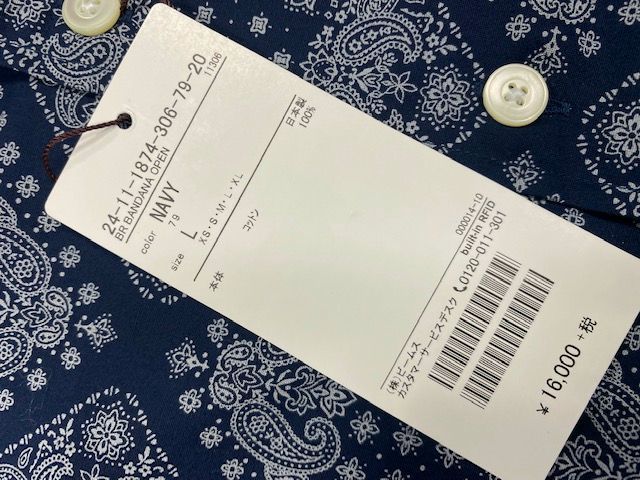 24-11-1874-306-79-20
BR BANDANA OPEN 11306
color NAVY
79
size L
XS・S・M・L・XL
日本製
本体 コットン 100%
000014-10
built-in RFID
(株) ビームス
カスタマーサービスデスク 0120-011-301
¥ 16,000 +税